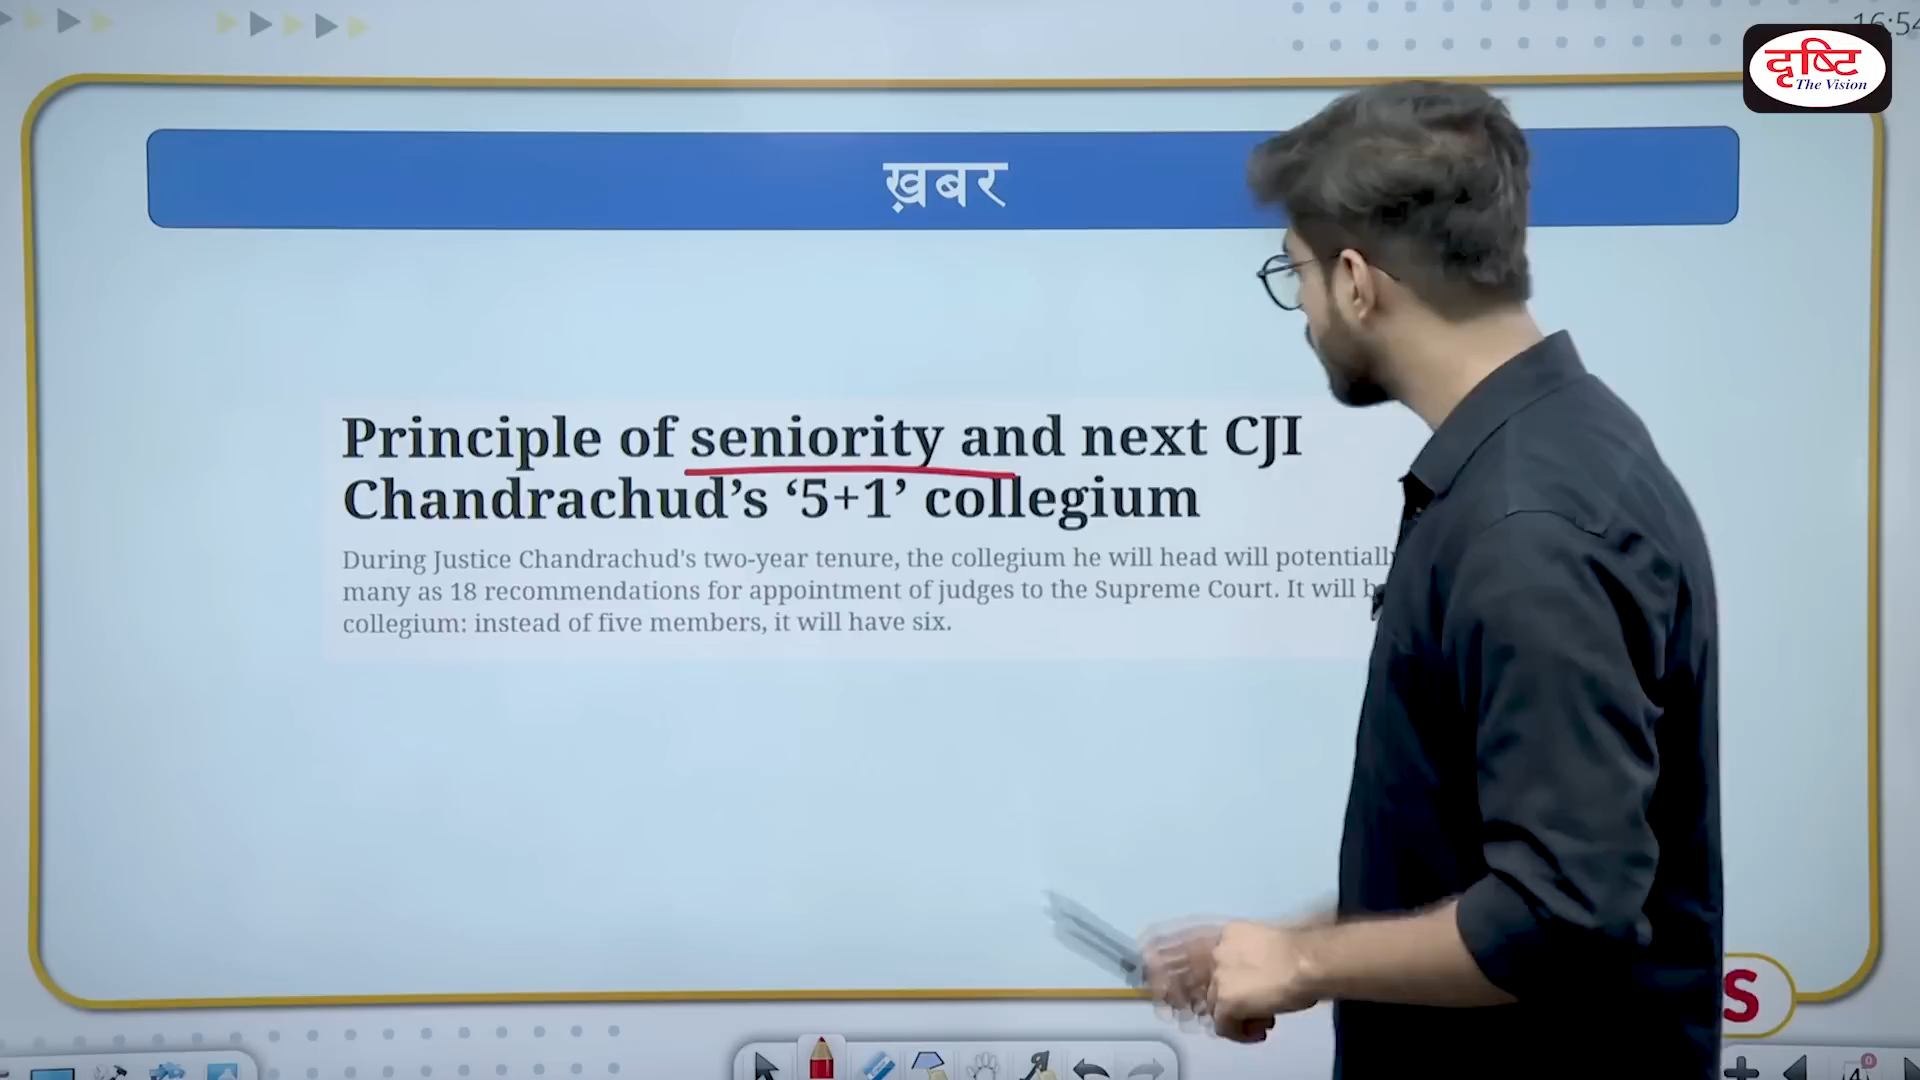 16:54
दृष्टि
The Vision
ख़बर
Principle of seniority and next CJI
Chandrachud’s ‘5+1’ collegium
During Justice Chandrachud's two-year tenure, the collegium he will head will potentially
many as 18 recommendations for appointment of judges to the Supreme Court. It will
collegium: instead of five members, it will have six.
S